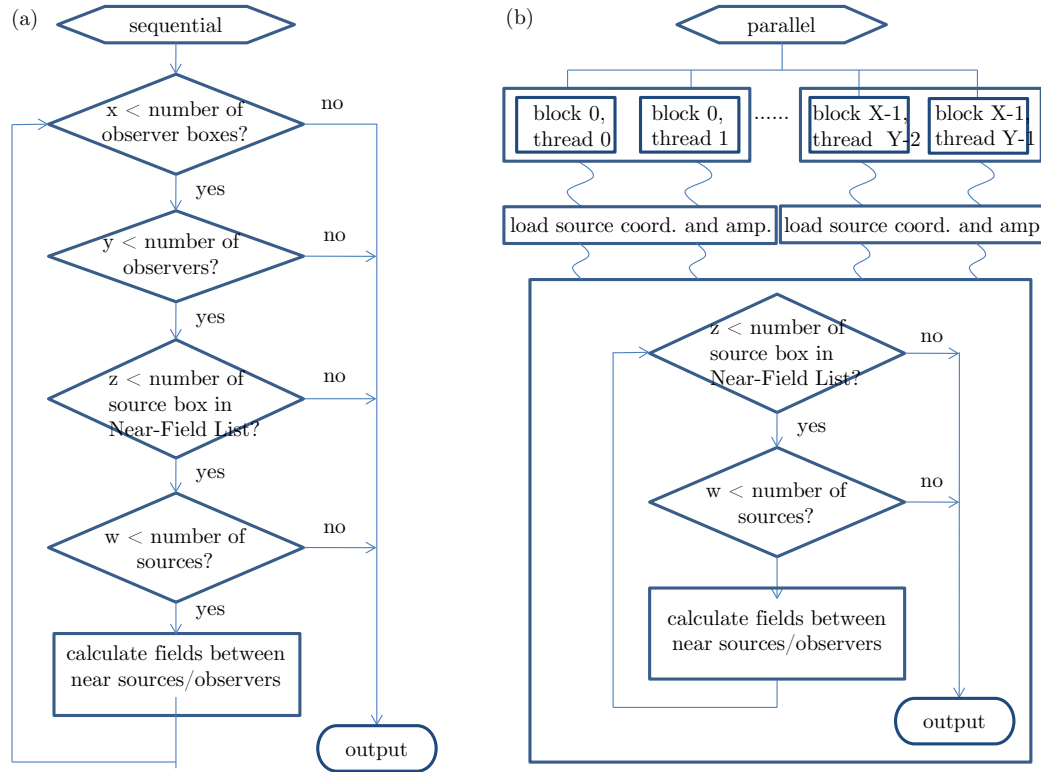 (a)
sequential
x < number of
observer boxes?
no
yes
y < number of
observers?
no
yes
z < number of
source box in
Near-Field List?
no
yes
w < number of
sources?
no
yes
calculate fields between
near sources/observers
output
(b)
parallel
block 0,
thread 0
block 0,
thread 1
......
block X-1,
thread Y-2
block X-1,
thread Y-1
load source coord. and amp.
load source coord. and amp
z < number of
source box in
Near-Field List?
no
yes
w < number of
sources?
no
calculate fields between
near sources/observers
output